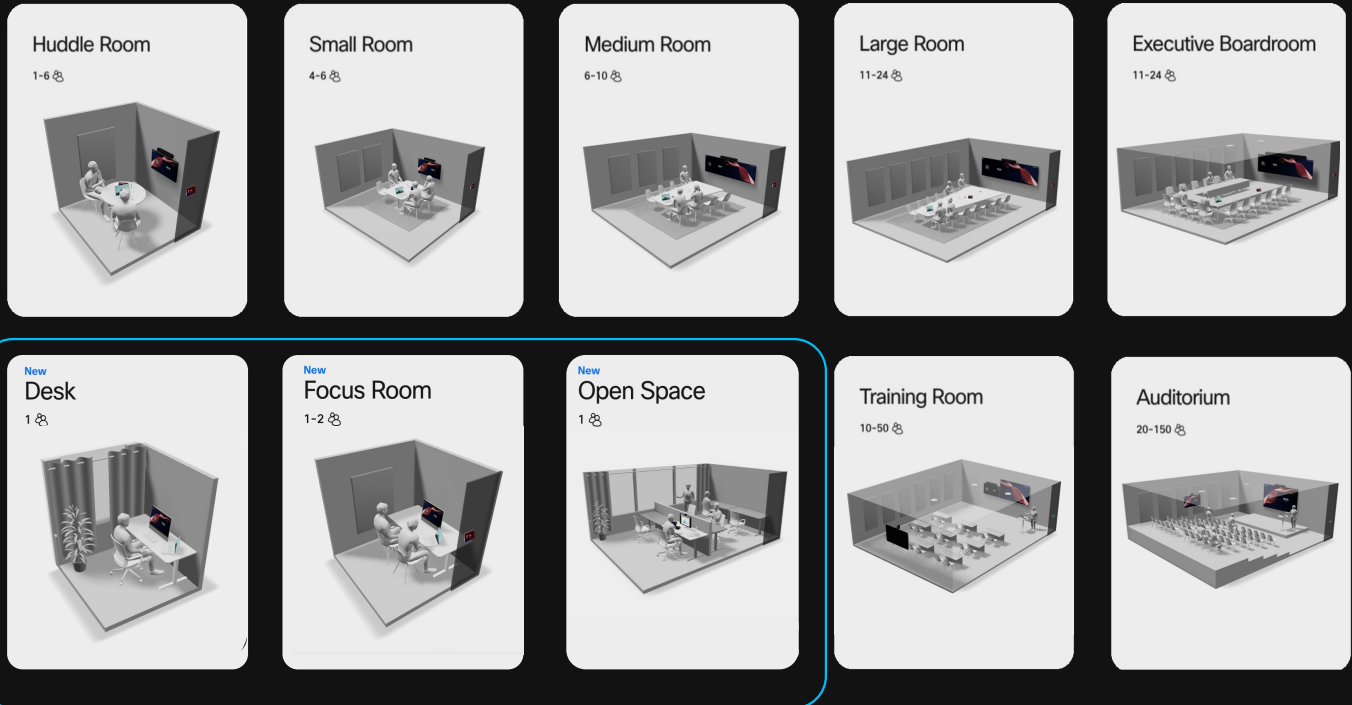 Huddle Room
1-6
Small Room
4-6
Medium Room
6-10
Large Room
11-24
Executive Boardroom
11-24
New
Desk
1
New
Focus Room
1-2
New
Open Space
1
Training Room
10-50
Auditorium
20-150